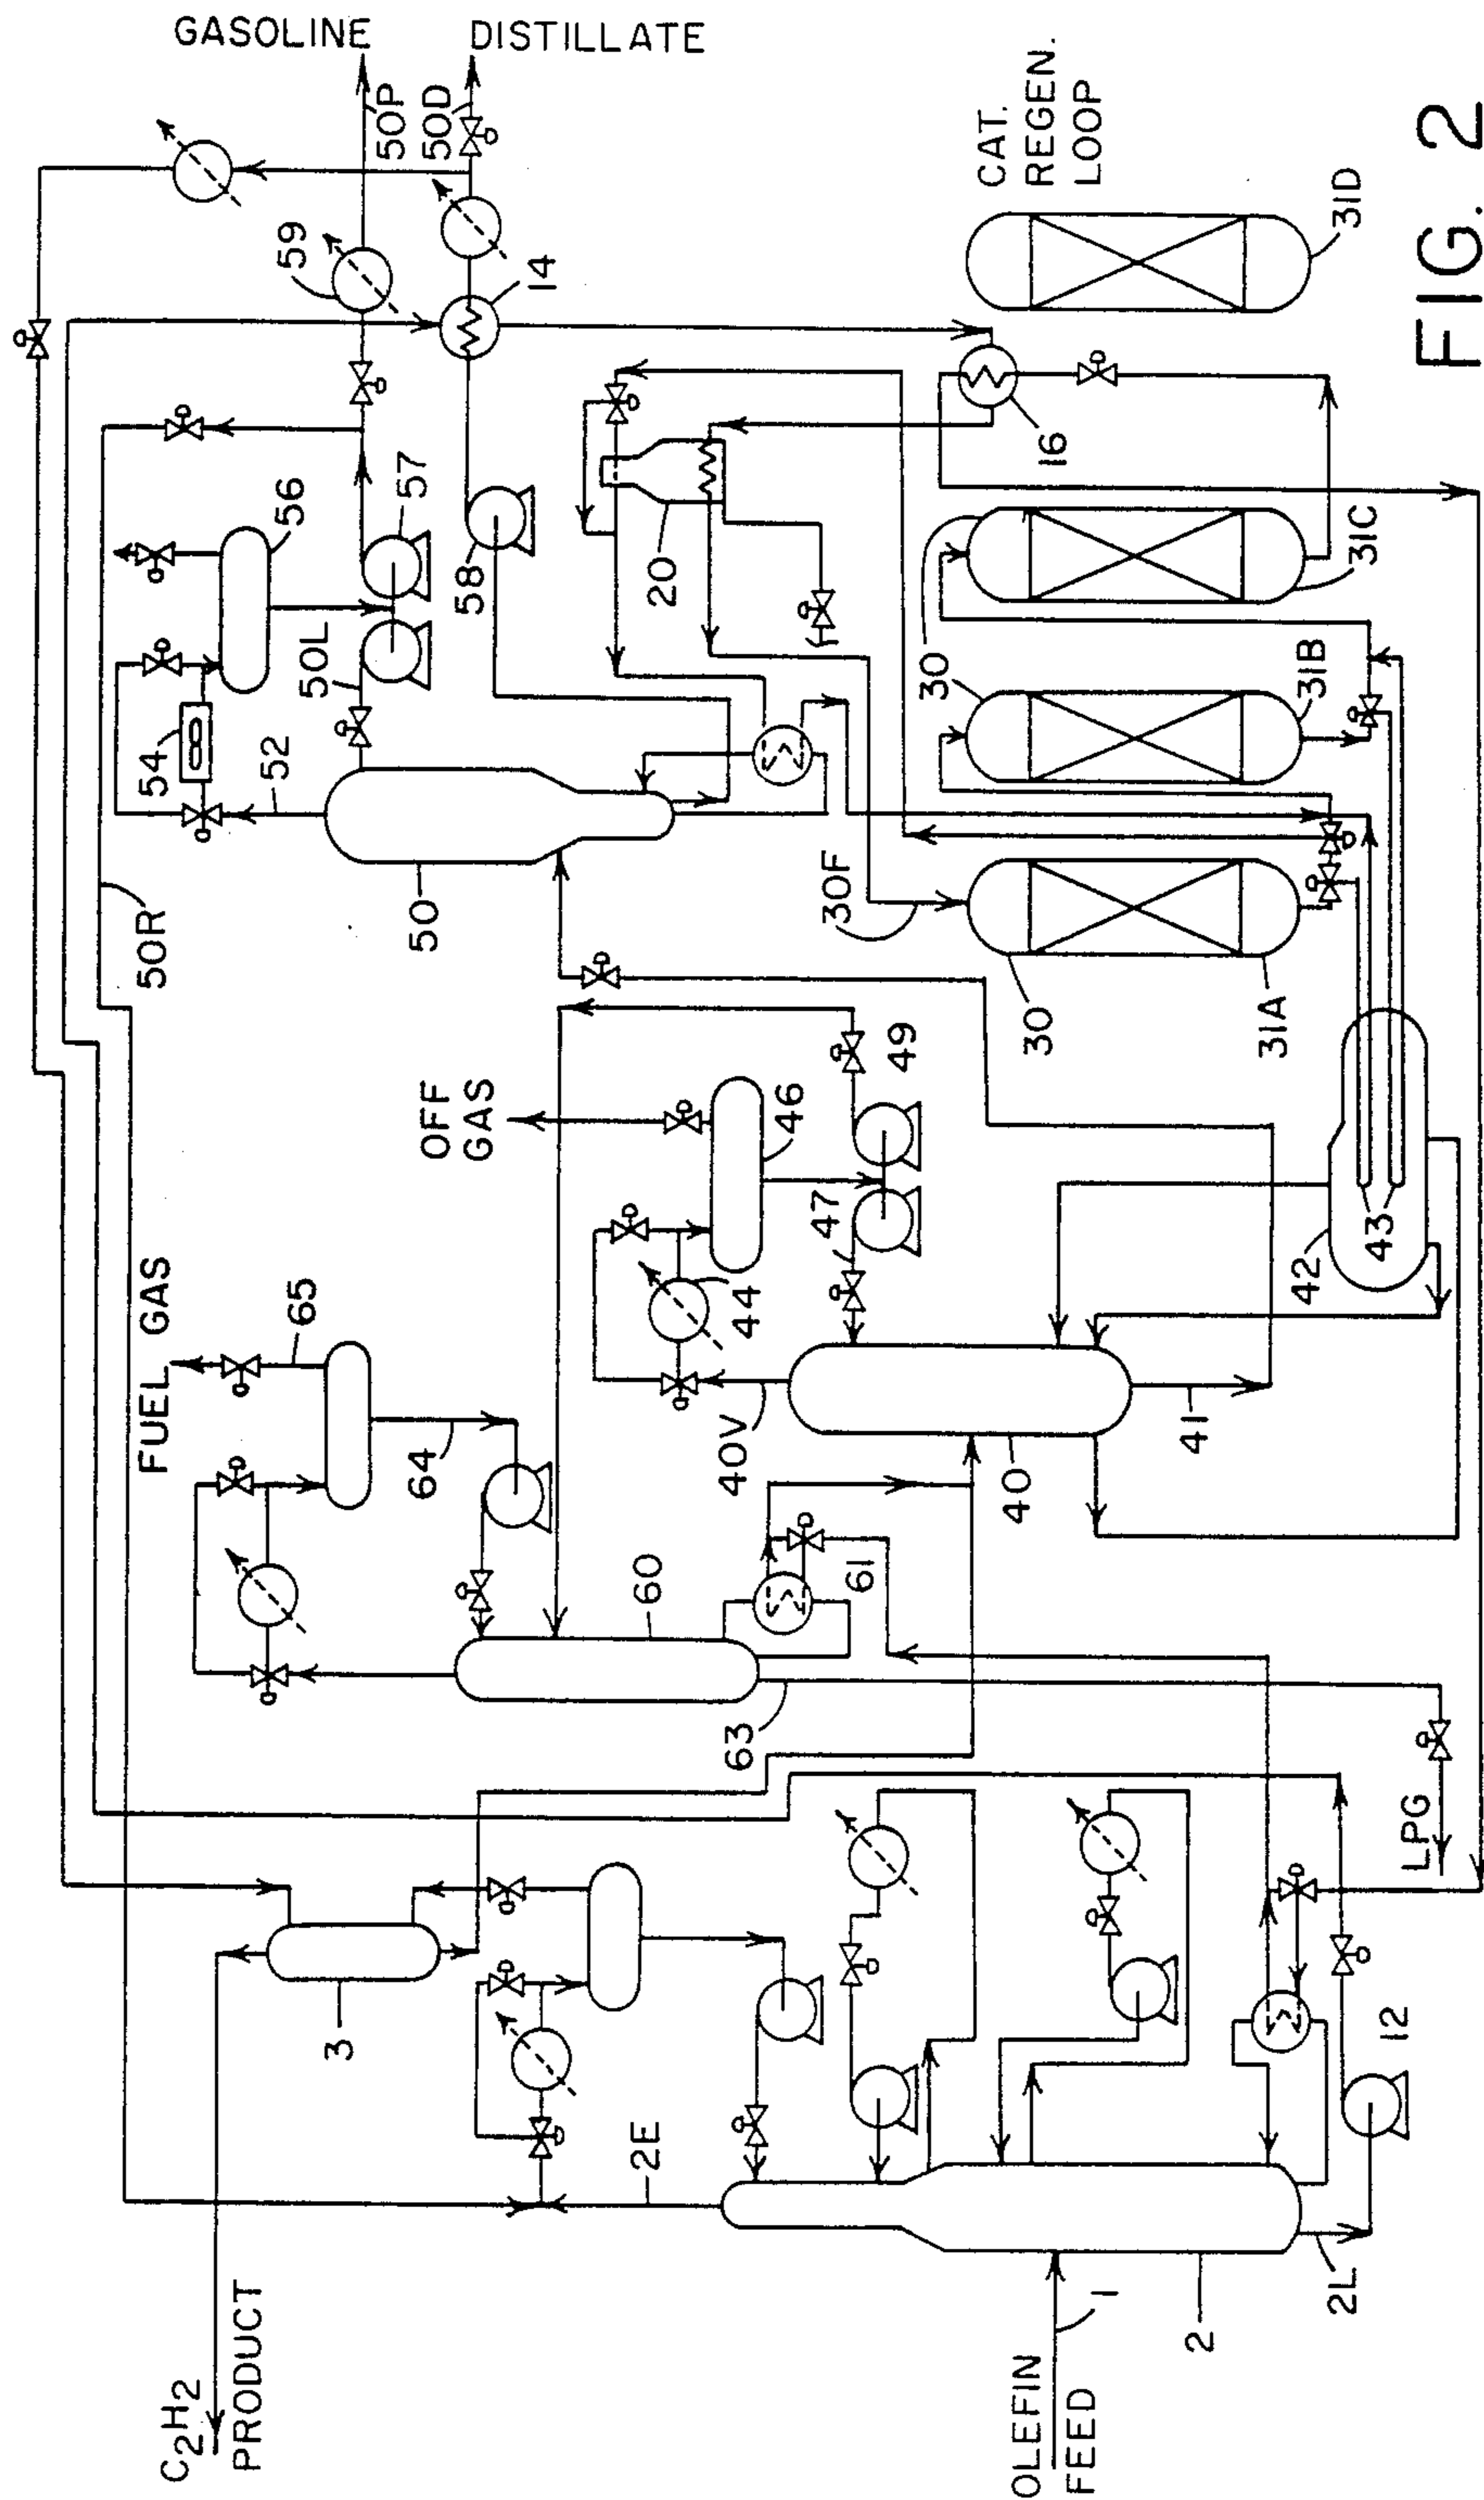 GASOLINE
DISTILLATE
50P
50D
59
14
CAT.
REGEN.
LOOP
31D
56
57
50L
58
20
16
54
52
30
31C
30
31B
50R
50
30F
30
31A
OFF
GAS
46
47
49
44
40V
42
43
FUEL GAS
65
64
60
61
40
41
63
LPG
C2H2
PRODUCT
3
2E
12
OLEFIN
FEED
1
2
2L
FIG. 2